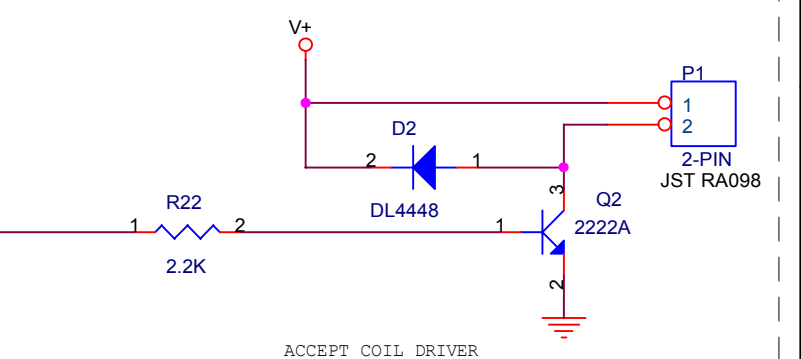 V+
P1
1
2
2-PIN
JST RA098
D2
2 1
DL4448
R22
1 2
2.2K
3
Q2
1
2222A
2
ACCEPT COIL DRIVER